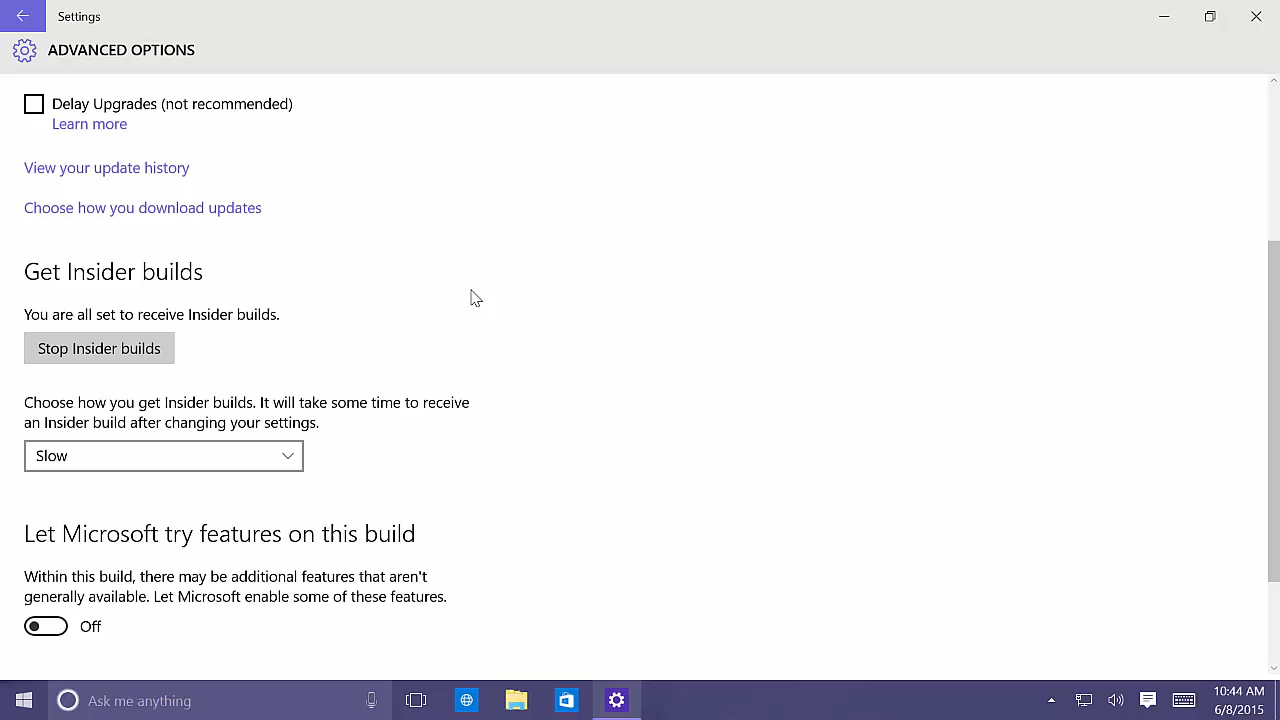 Settings
ADVANCED OPTIONS
Delay Upgrades (not recommended)
Learn more
View your update history
Choose how you download updates
Get Insider builds
You are all set to receive Insider builds.
Stop Insider builds
Choose how you get Insider builds. It will take some time to receive
an Insider build after changing your settings.
Slow
Let Microsoft try features on this build
Within this build, there may be additional features that aren't
generally available. Let Microsoft enable some of these features.
Off
Ask me anything
10:44 AM
6/8/2015